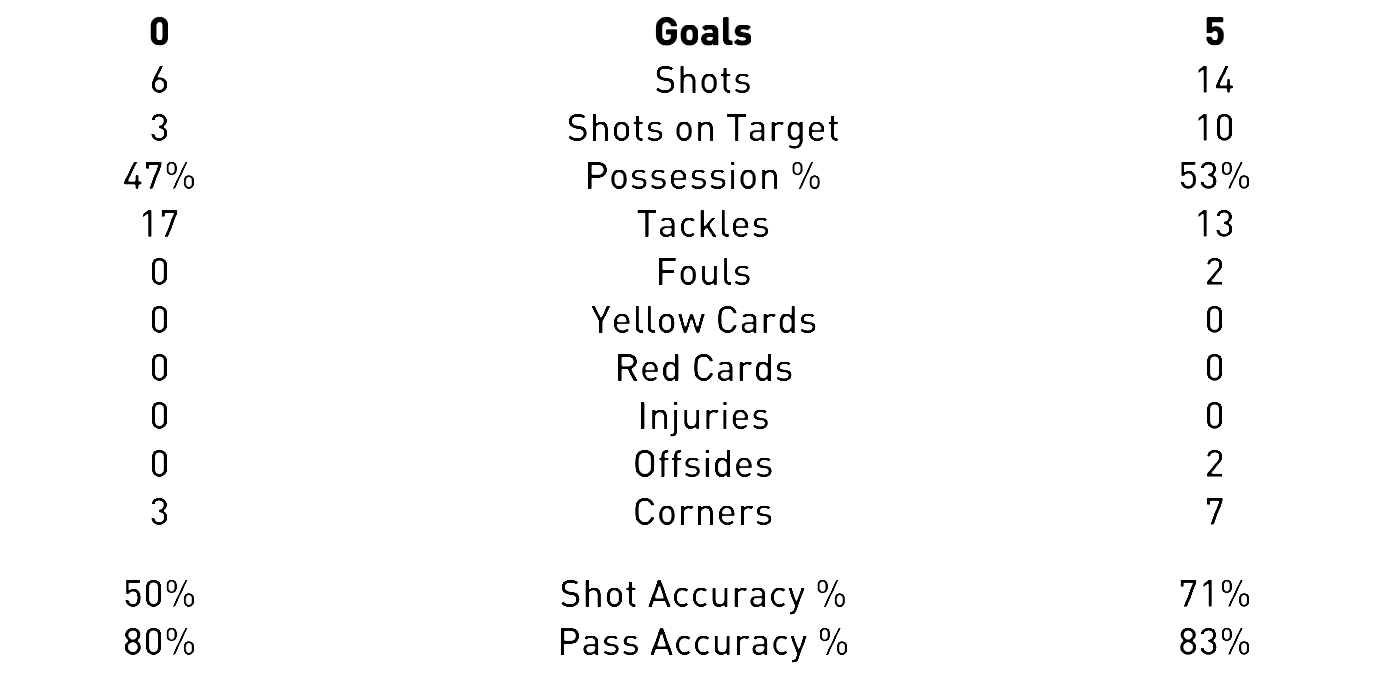 0 Goals 5
6 Shots 14
3 Shots on Target 10
47% Possession % 53%
17 Tackles 13
0 Fouls 2
0 Yellow Cards 0
0 Red Cards 0
0 Injuries 0
0 Offsides 2
3 Corners 7
50% Shot Accuracy % 71%
80% Pass Accuracy % 83%